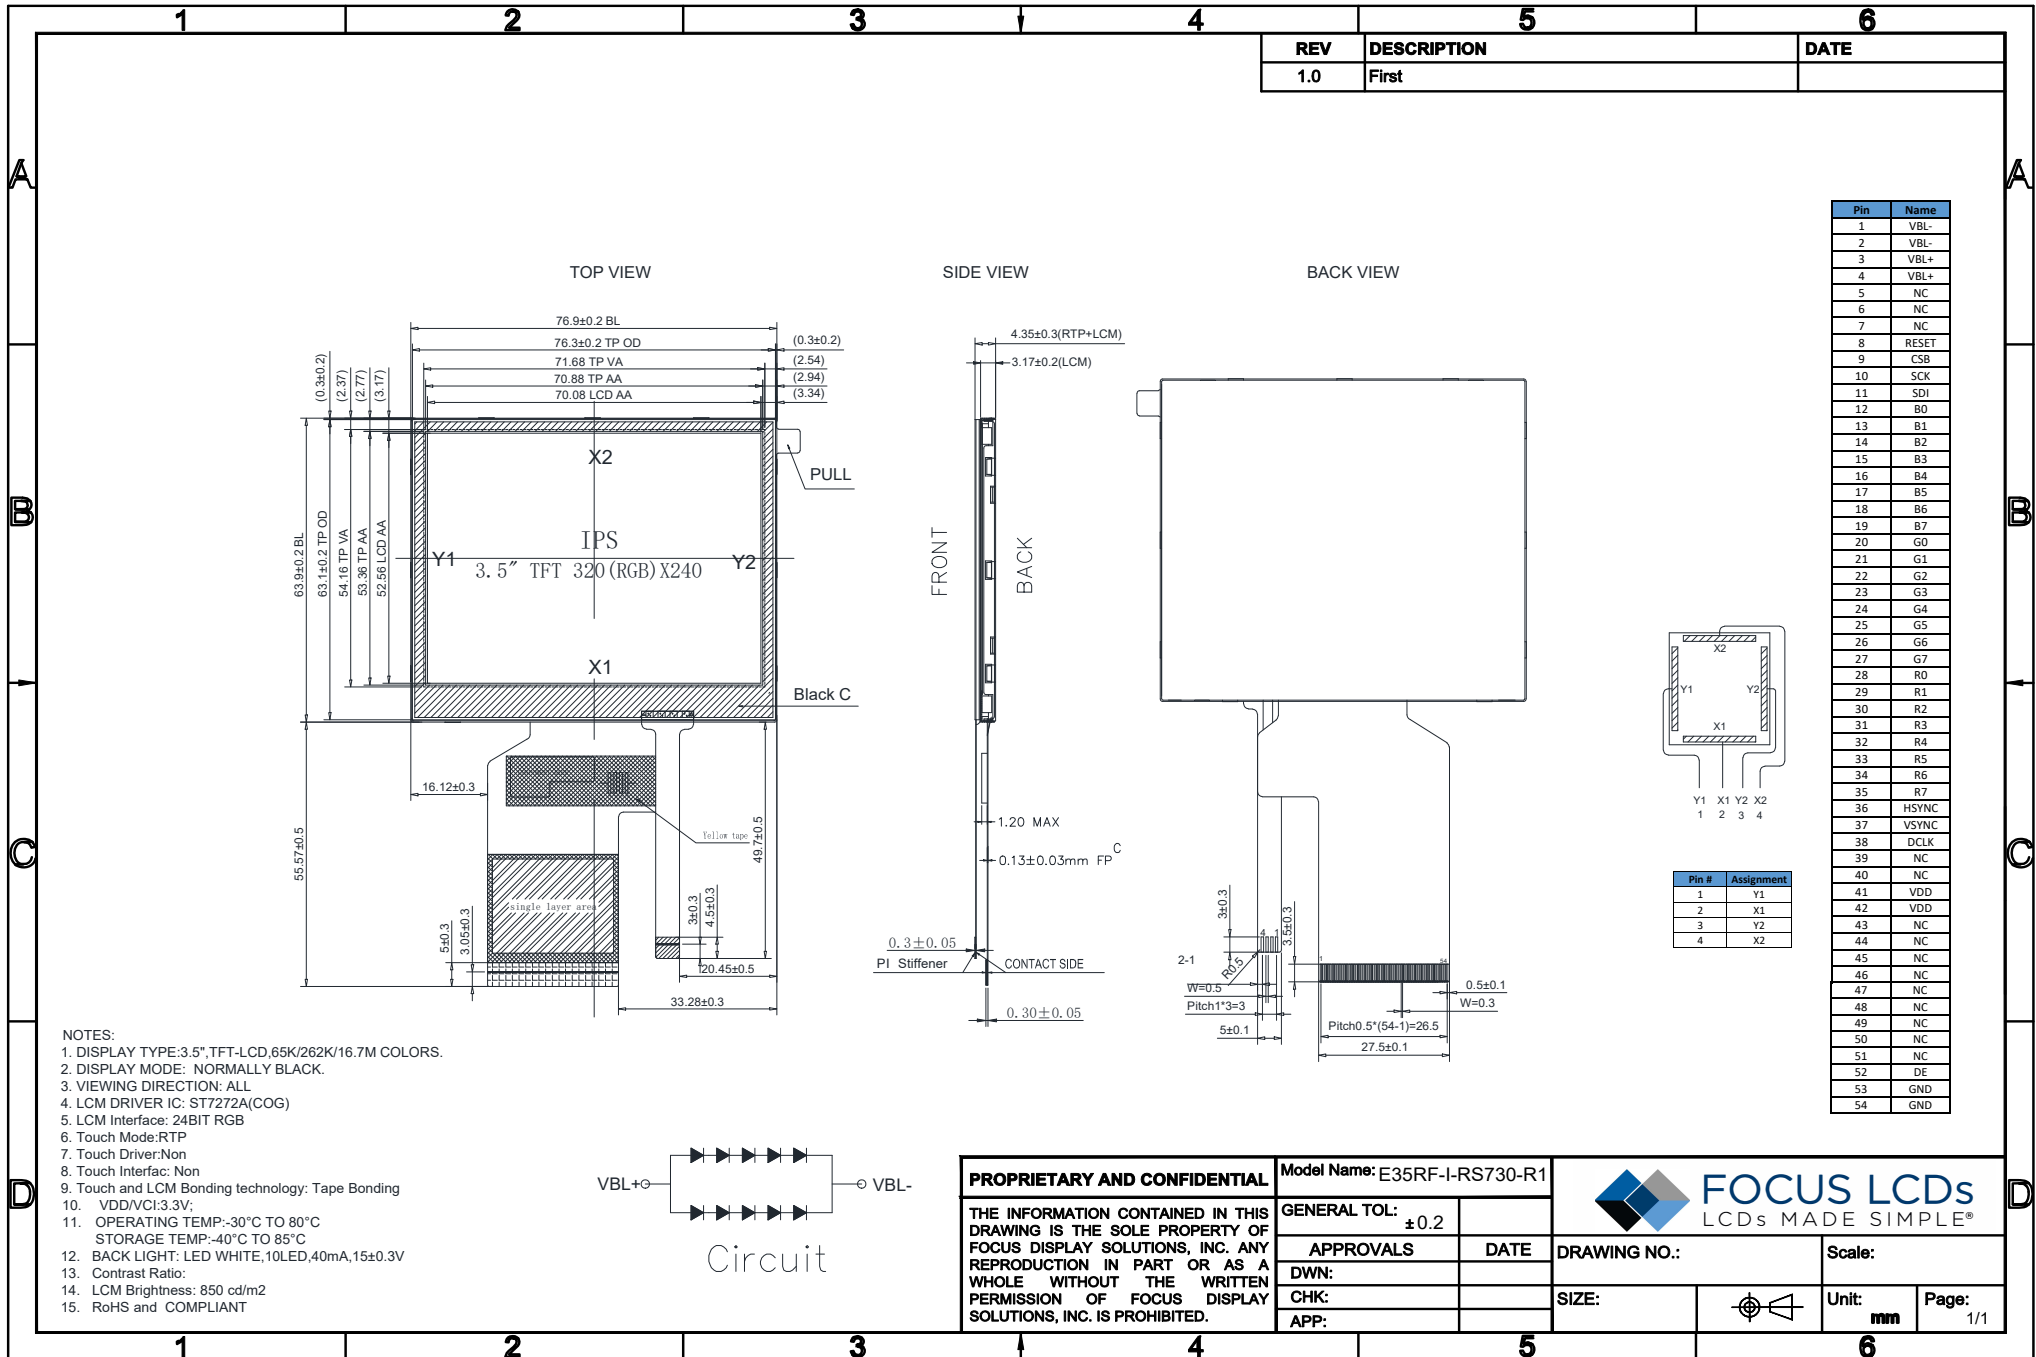 1 2 3 4 5 6
REV DESCRIPTION DATE
1.0 First
A A
B B
C C
D D
TOP VIEW
SIDE VIEW
BACK VIEW
76.9±0.2 BL
76.3±0.2 TP OD
71.68 TP VA
70.88 TP AA
70.08 LCD AA
(0.3±0.2)
(2.54)
(2.94)
(3.34)
(0.3±0.2)
(2.37)
(2.77)
(3.17)
63.9±0.2 BL
63.1±0.2 TP OD
54.16 TP VA
53.36 TP AA
52.56 LCD AA
X2
Y1
IPS
Y2
3.5″ TFT 320(RGB)X240
X1
PULL
Black C
16.12±0.3
55.57±0.5
Yellow tape
49.7±0.5
single layer area
5±0.3
3.05±0.3
3±0.3
4.5±0.3
20.45±0.5
33.28±0.3
4.35±0.3(RTP+LCM)
3.17±0.2(LCM)
FRONT
BACK
1.20 MAX
0.13±0.03mm FP
C
0.3±0.05
PI Stiffener
CONTACT SIDE
0.30±0.05
3±0.3
4 1
3.5±0.3
2-1
R0.5
W=0.5
Pitch1*3=3
5±0.1
1 54
0.5±0.1
W=0.3
Pitch0.5*(54-1)=26.5
27.5±0.1
X2
Y1 Y2
X1
Y1 X1 Y2 X2
1 2 3 4
Pin # Assignment
1 Y1
2 X1
3 Y2
4 X2
Pin Name
1 VBL-
2 VBL-
3 VBL+
4 VBL+
5 NC
6 NC
7 NC
8 RESET
9 CSB
10 SCK
11 SDI
12 B0
13 B1
14 B2
15 B3
16 B4
17 B5
18 B6
19 B7
20 G0
21 G1
22 G2
23 G3
24 G4
25 G5
26 G6
27 G7
28 R0
29 R1
30 R2
31 R3
32 R4
33 R5
34 R6
35 R7
36 HSYNC
37 VSYNC
38 DCLK
39 NC
40 NC
41 VDD
42 VDD
43 NC
44 NC
45 NC
46 NC
47 NC
48 NC
49 NC
50 NC
51 NC
52 DE
53 GND
54 GND
NOTES:
1. DISPLAY TYPE:3.5",TFT-LCD,65K/262K/16.7M COLORS.
2. DISPLAY MODE: NORMALLY BLACK.
3. VIEWING DIRECTION: ALL
4. LCM DRIVER IC: ST7272A(COG)
5. LCM Interface: 24BIT RGB
6. Touch Mode:RTP
7. Touch Driver:Non
8. Touch Interfac: Non
9. Touch and LCM Bonding technology: Tape Bonding
10. VDD/VCI:3.3V;
11. OPERATING TEMP:-30°C TO 80°C
STORAGE TEMP:-40°C TO 85°C
12. BACK LIGHT: LED WHITE,10LED,40mA,15±0.3V
13. Contrast Ratio:
14. LCM Brightness: 850 cd/m2
15. RoHS and COMPLIANT
VBL+ VBL-
Circuit
PROPRIETARY AND CONFIDENTIAL
THE INFORMATION CONTAINED IN THIS
DRAWING IS THE SOLE PROPERTY OF
FOCUS DISPLAY SOLUTIONS, INC. ANY
REPRODUCTION IN PART OR AS A
WHOLE WITHOUT THE WRITTEN
PERMISSION OF FOCUS DISPLAY
SOLUTIONS, INC. IS PROHIBITED.
Model Name: E35RF-I-RS730-R1
GENERAL TOL:
±0.2
APPROVALS DATE
DWN:
CHK:
APP:
FOCUS LCDs
LCDs MADE SIMPLE®
DRAWING NO.: Scale:
SIZE: Unit: mm Page: 1/1
1 2 3 4 5 6